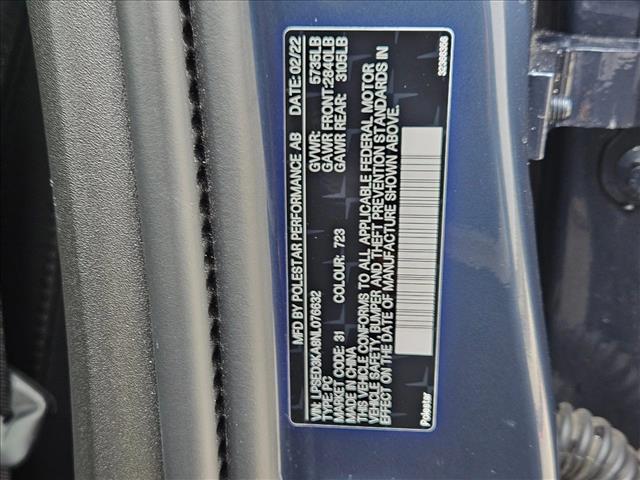 MFD BY POLESTAR PERFORMANCE AB DATE: 02/22
GVWR: 5735LB
GAWR FRONT: 2840LB
VIN: LPSED3KA8NL076632 GAWR REAR: 3105LB
TYPE: PC
MARKET CODE: 31 COLOUR: 723
MADE IN CHINA
THIS VEHICLE CONFORMS TO ALL APPLICABLE FEDERAL MOTOR
VEHICLE SAFETY, BUMPER AND THEFT PREVENTION STANDARDS IN
EFFECT ON THE DATE OF MANUFACTURE SHOWN ABOVE.
Polestar